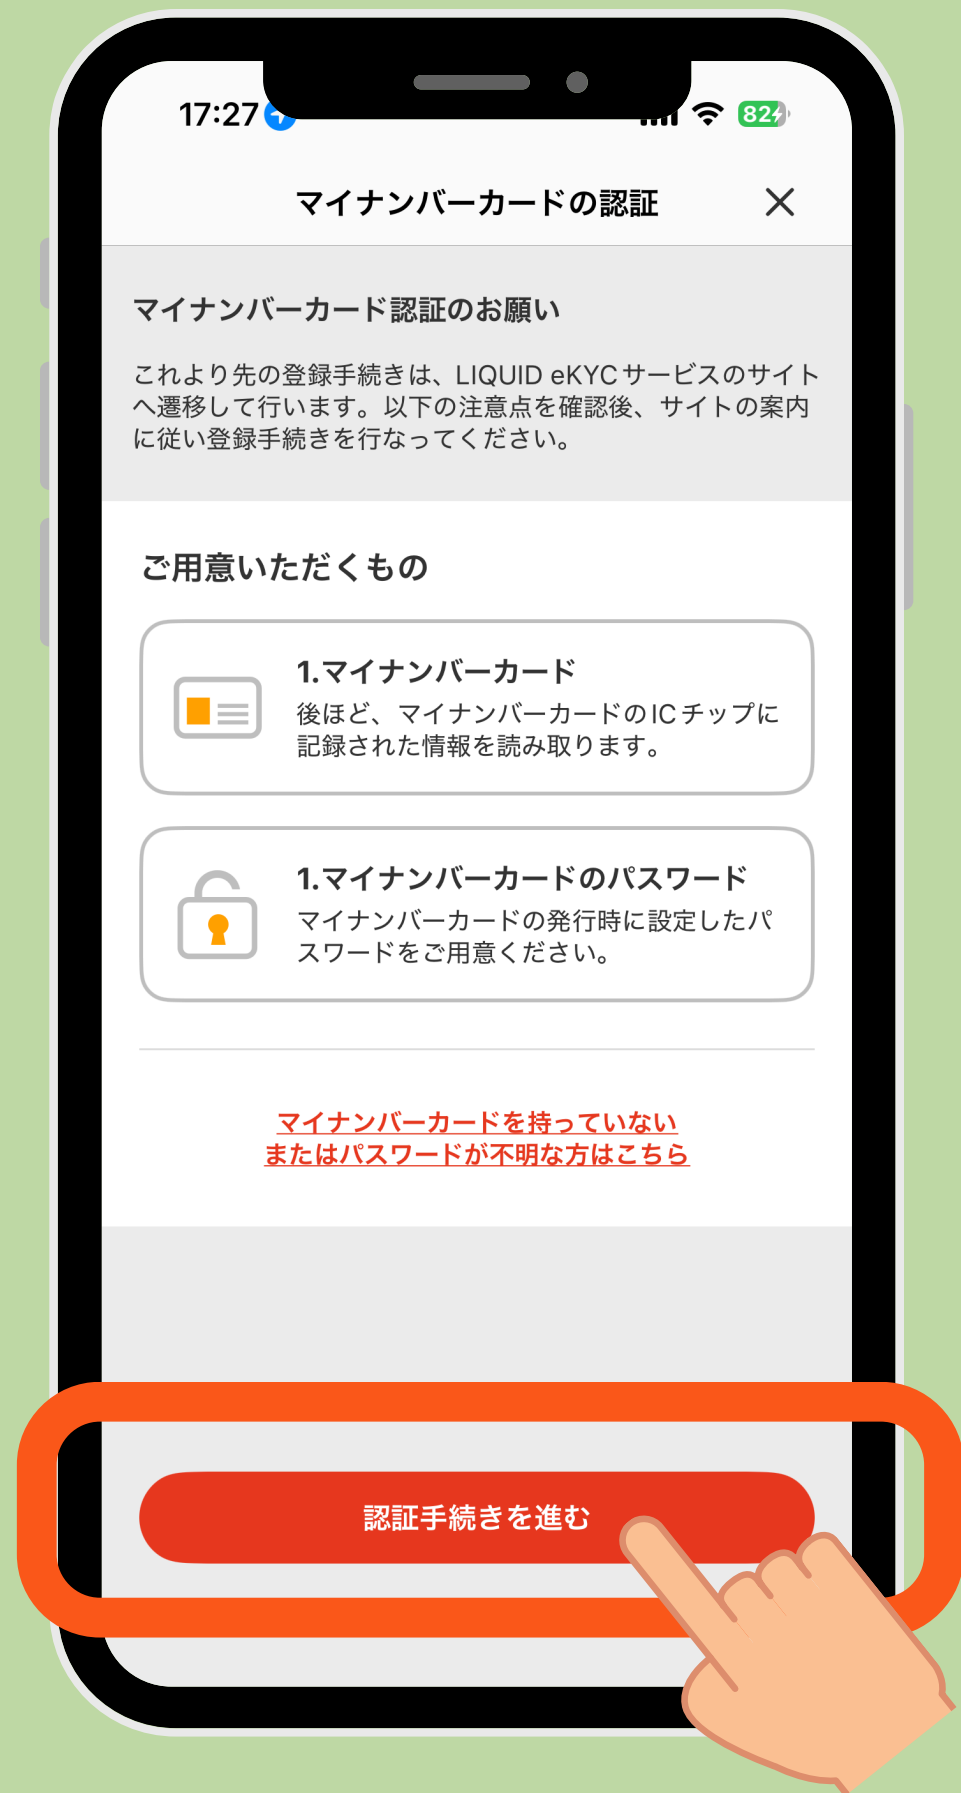 17:27
82
マイナンバーカードの認証
マイナンバーカード認証のお願い
これより先の登録手続きは、LIQUID eKYCサービスのサイト
へ遷移して行います。以下の注意点を確認後、サイトの案内
に従い登録手続きを行なってください。
ご用意いただくもの
1.マイナンバーカード
後ほど、マイナンバーカードのICチップに
記録された情報を読み取ります。
1.マイナンバーカードのパスワード
マイナンバーカードの発行時に設定したパ
スワードをご用意ください。
マイナンバーカードを持っていない
またはパスワードが不明な方はこちら
認証手続きを進む